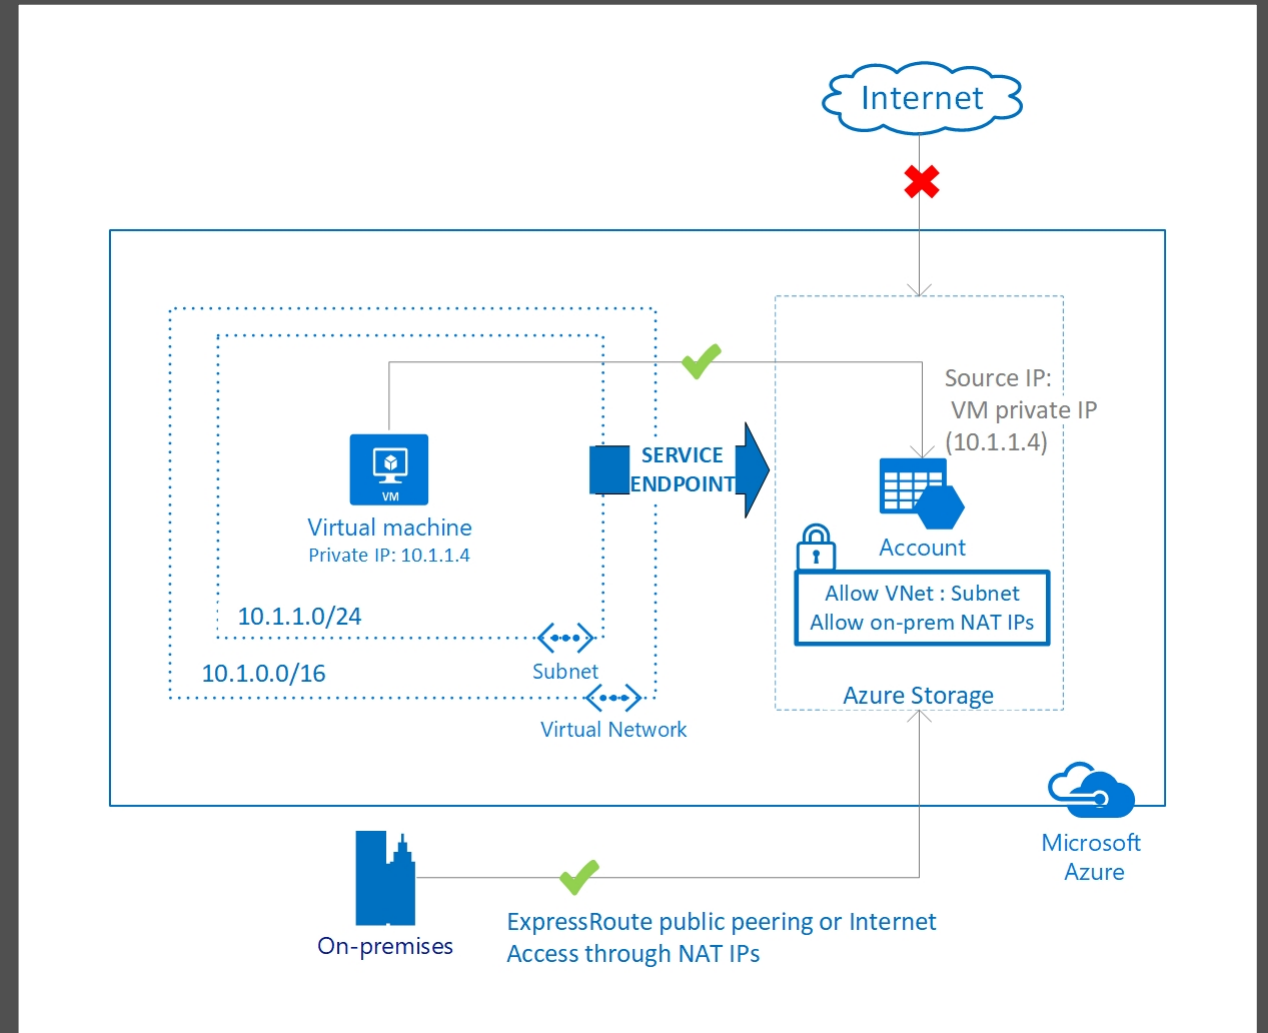 Internet
Source IP:
VM private IP
(10.1.1.4)
SERVICE
ENDPOINT
VM
Virtual machine
Private IP: 10.1.1.4
Account
Allow VNet : Subnet
Allow on-prem NAT IPs
10.1.1.0/24
10.1.0.0/16
Subnet
Azure Storage
Virtual Network
Microsoft
Azure
On-premises
ExpressRoute public peering or Internet
Access through NAT IPs